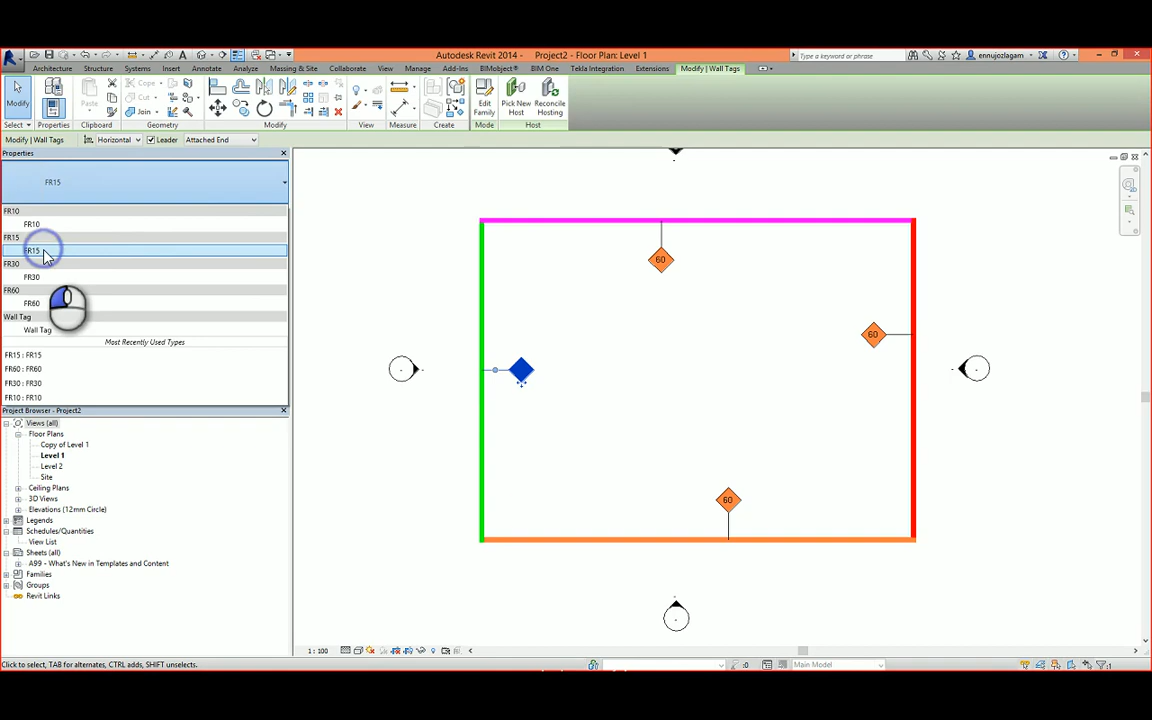 Autodesk Revit 2014 - Project2 - Floor Plan: Level 1
Type a keyword or phrase
ennujozlagam
Architecture Structure Systems Insert Annotate Analyze Massing & Site Collaborate View Manage Add-Ins BIMobject® BIM One Tekla Integration Extensions Modify | Wall Tags
Modify
Paste
Cope
Cut
Join
Edit Family
Pick New Host
Reconcile Hosting
Select Properties Clipboard Geometry Modify View Measure Create Mode Host
Modify | Wall Tags Horizontal Leader Attached End
Properties
FR15
FR10
FR10
FR15
FR15
FR30
FR30
FR60
FR60
Wall Tag
Wall Tag
Most Recently Used Types
FR15 : FR15
FR60 : FR60
FR30 : FR30
FR10 : FR10
60
60
60
Project Browser - Project2
Views (all)
Floor Plans
Copy of Level 1
Level 1
Level 2
Site
Ceiling Plans
3D Views
Elevations (12mm Circle)
Legends
Schedules/Quantities
View List
Sheets (all)
A99 - What's New in Templates and Content
Families
Groups
Revit Links
1 : 100
Click to select, TAB for alternates, CTRL adds, SHIFT unselects.
:0
Main Model
:1